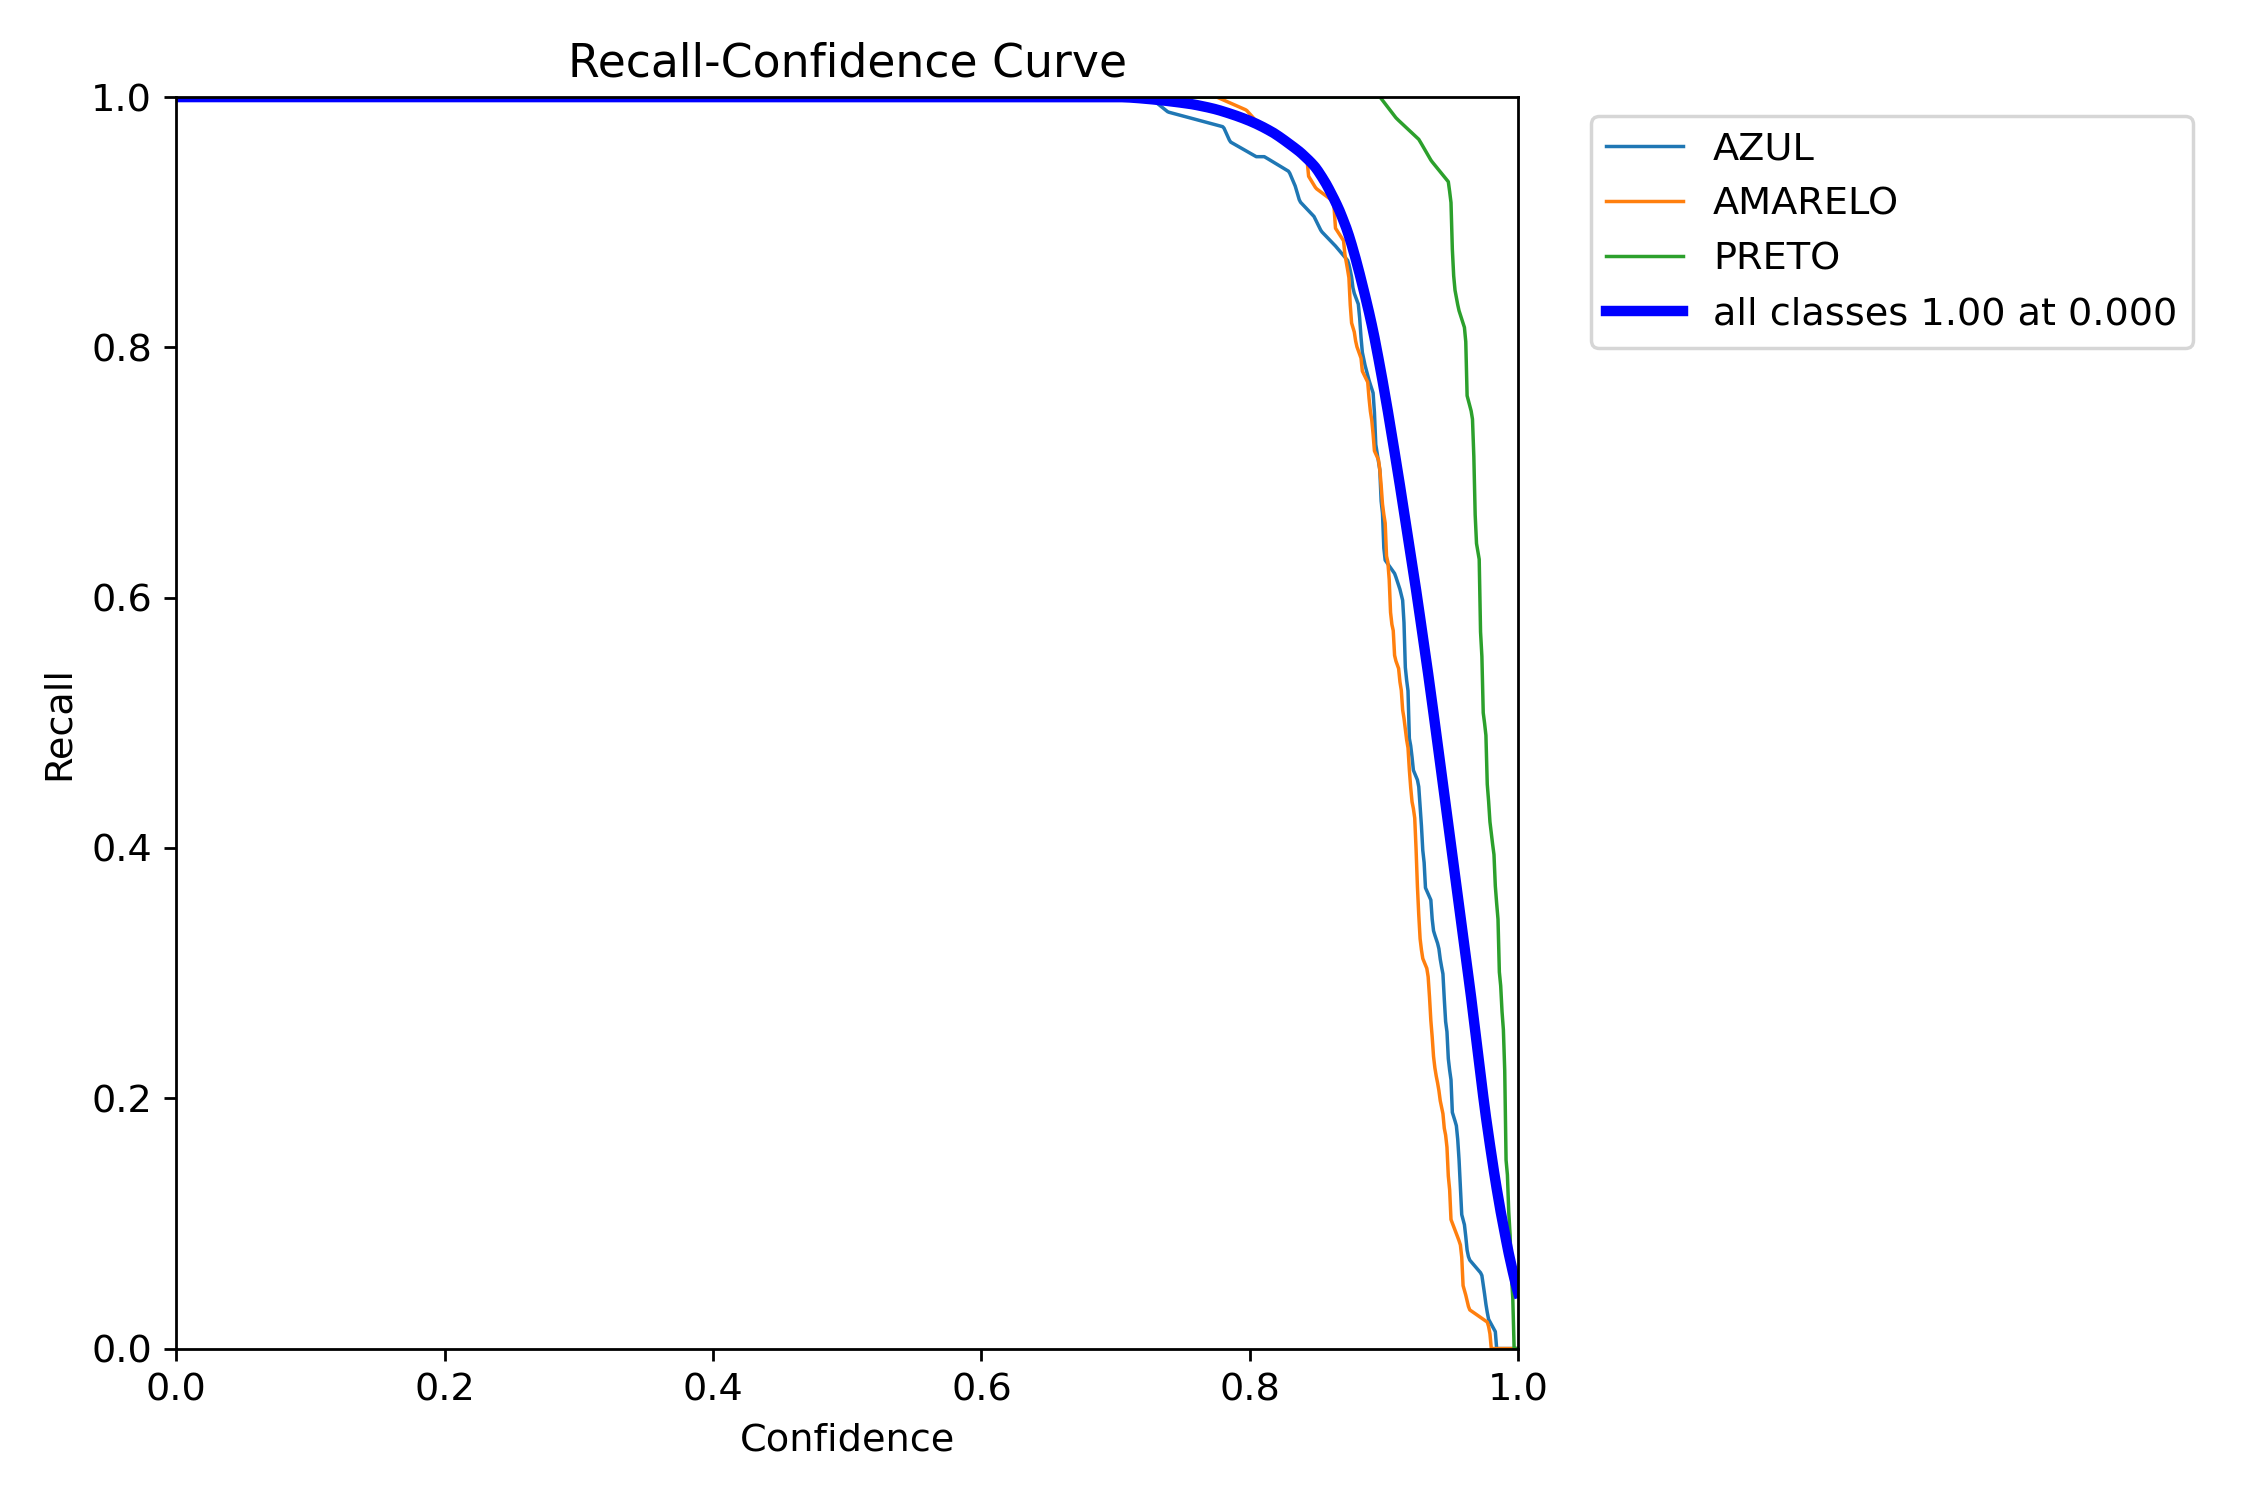 Recall-Confidence Curve
1.0
0.8
0.6
0.4
0.2
0.0
Recall
0.0 0.2 0.4 0.6 0.8 1.0
Confidence
AZUL
AMARELO
PRETO
all classes 1.00 at 0.000